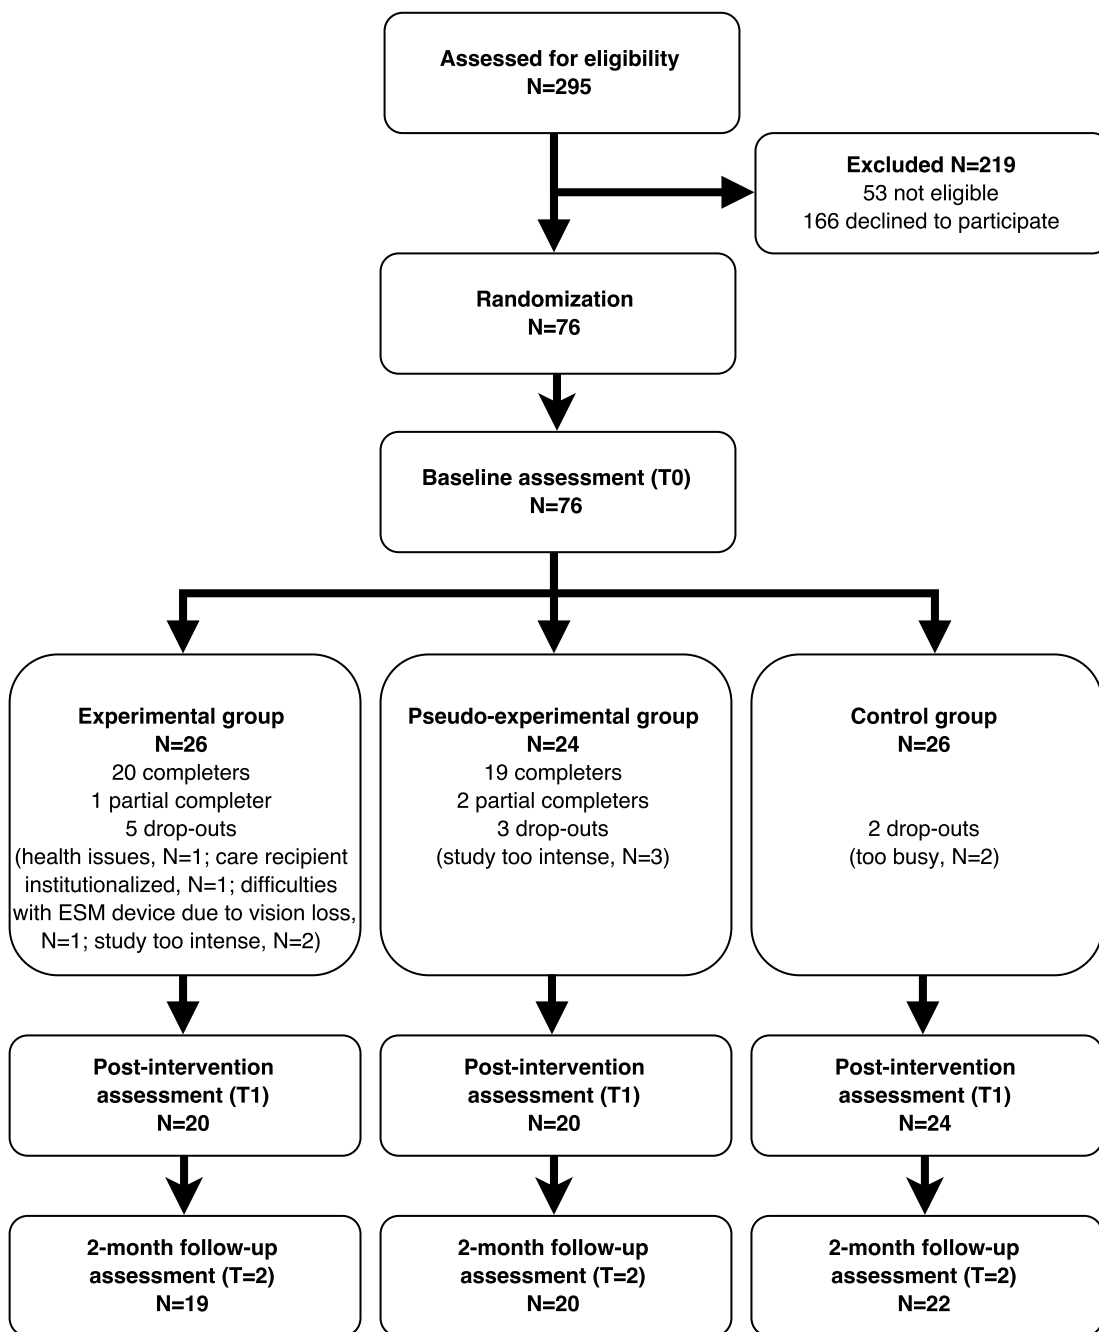 Assessed for eligibility
N=295
Excluded N=219
53 not eligible
166 declined to participate
Randomization
N=76
Baseline assessment (T0)
N=76
Experimental group
N=26
20 completers
1 partial completer
5 drop-outs
(health issues, N=1; care recipient
institutionalized, N=1; difficulties
with ESM device due to vision loss,
N=1; study too intense, N=2)
Pseudo-experimental group
N=24
19 completers
2 partial completers
3 drop-outs
(study too intense, N=3)
Control group
N=26
2 drop-outs
(too busy, N=2)
Post-intervention
assessment (T1)
N=20
Post-intervention
assessment (T1)
N=20
Post-intervention
assessment (T1)
N=24
2-month follow-up
assessment (T=2)
N=19
2-month follow-up
assessment (T=2)
N=20
2-month follow-up
assessment (T=2)
N=22